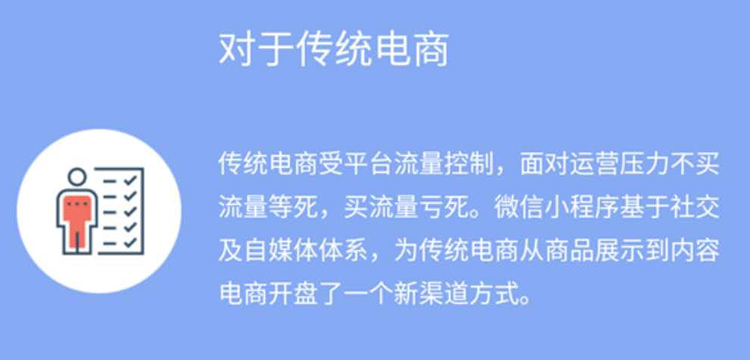 对于传统电商
传统电商受平台流量控制，面对运营压力不买
流量等死，买流量亏死。微信小程序基于社交
及自媒体体系，为传统电商从商品展示到内容
电商开盘了一个新渠道方式。